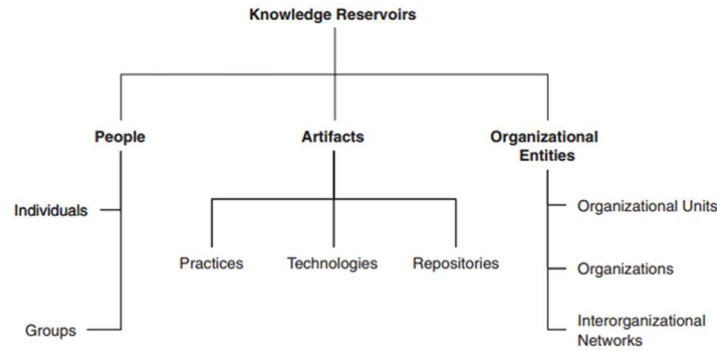 Knowledge Reservoirs
People
Artifacts
Organizational
Entities
Individuals
Organizational Units
Practices
Technologies
Repositories
Organizations
Groups
Interorganizational
Networks